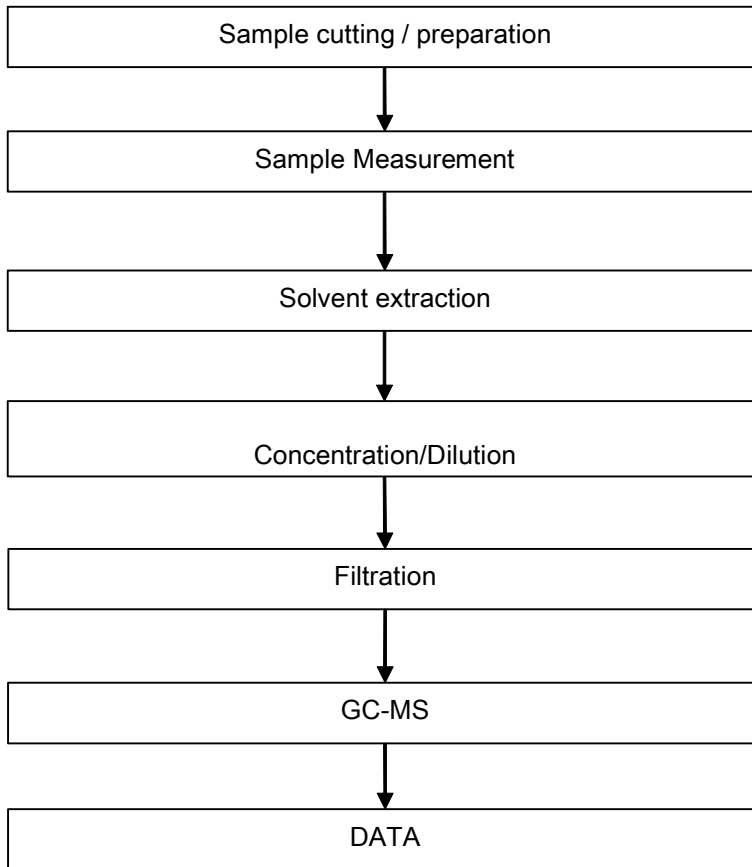 Sample cutting / preparation
Sample Measurement
Solvent extraction
Concentration/Dilution
Filtration
GC-MS
DATA